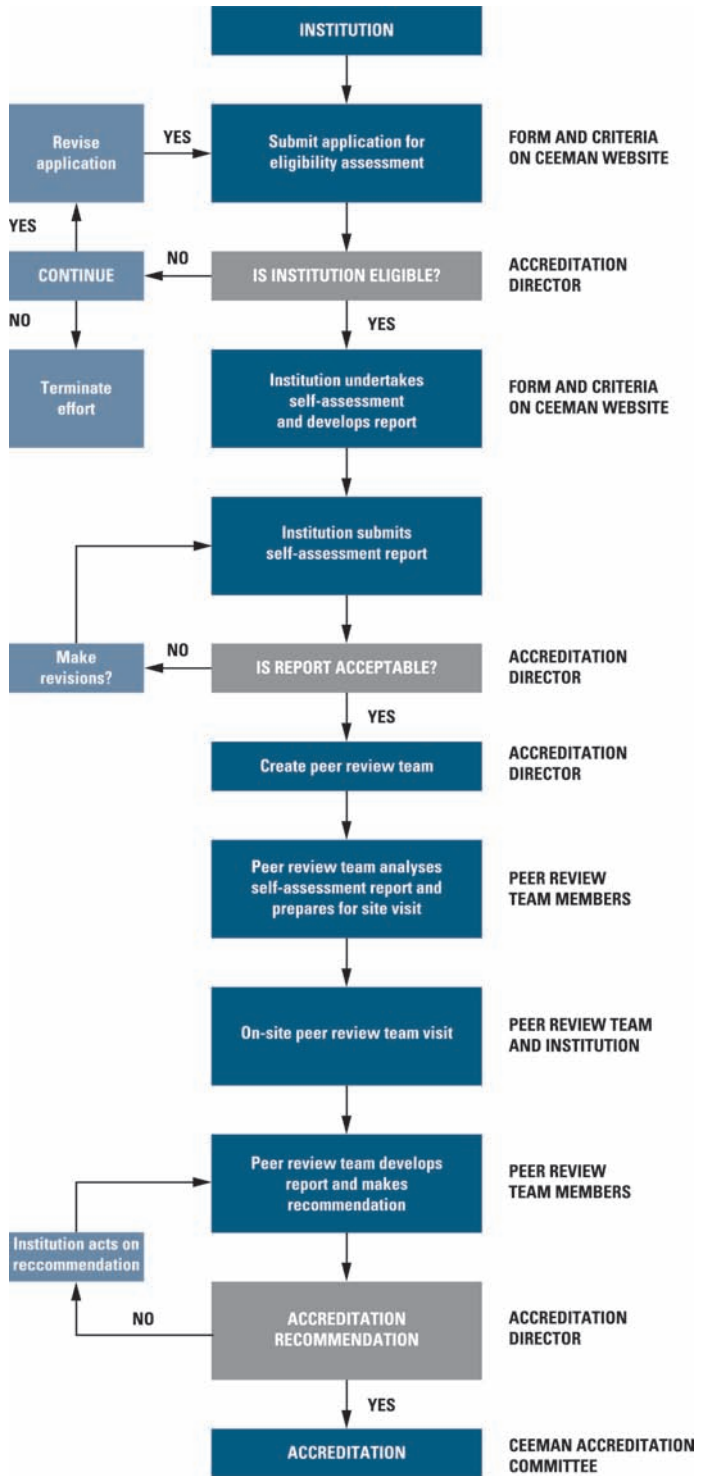 INSTITUTION
Revise
application
YES
Submit application for
eligibility assessment
FORM AND CRITERIA
ON CEEMAN WEBSITE
YES
CONTINUE
NO
IS INSTITUTION ELIGIBLE?
ACCREDITATION
DIRECTOR
NO
YES
Terminate
effort
Institution undertakes
self-assessment
and develops report
FORM AND CRITERIA
ON CEEMAN WEBSITE
Institution submits
self-assessment report
Make
revisions?
NO
IS REPORT ACCEPTABLE?
ACCREDITATION
DIRECTOR
YES
Create peer review team
ACCREDITATION
DIRECTOR
Peer review team analyses
self-assessment report and
prepares for site visit
PEER REVIEW
TEAM MEMBERS
On-site peer review team visit
PEER REVIEW TEAM
AND INSTITUTION
Peer review team develops
report and makes
recommendation
PEER REVIEW
TEAM MEMBERS
Institution acts on
reccommendation
NO
ACCREDITATION
RECOMMENDATION
ACCREDITATION
DIRECTOR
YES
ACCREDITATION
CEEMAN ACCREDITATION
COMMITTEE